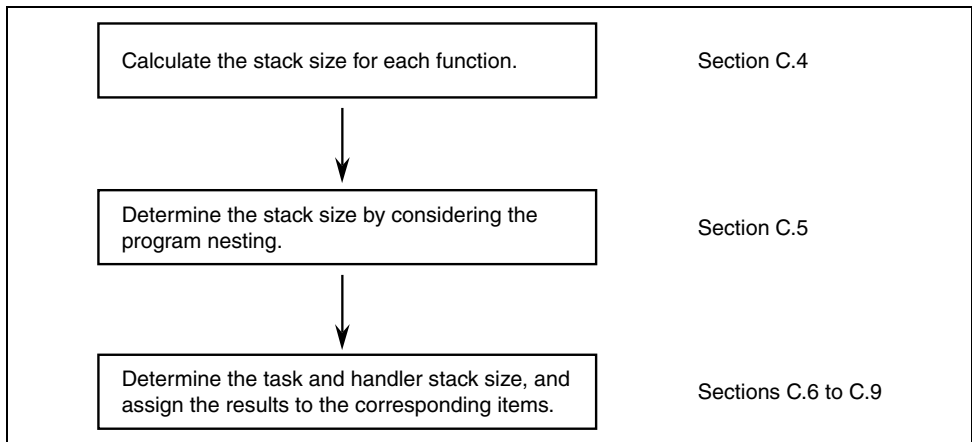 Calculate the stack size for each function.
Section C.4
Determine the stack size by considering the
program nesting.
Section C.5
Determine the task and handler stack size, and
assign the results to the corresponding items.
Sections C.6 to C.9